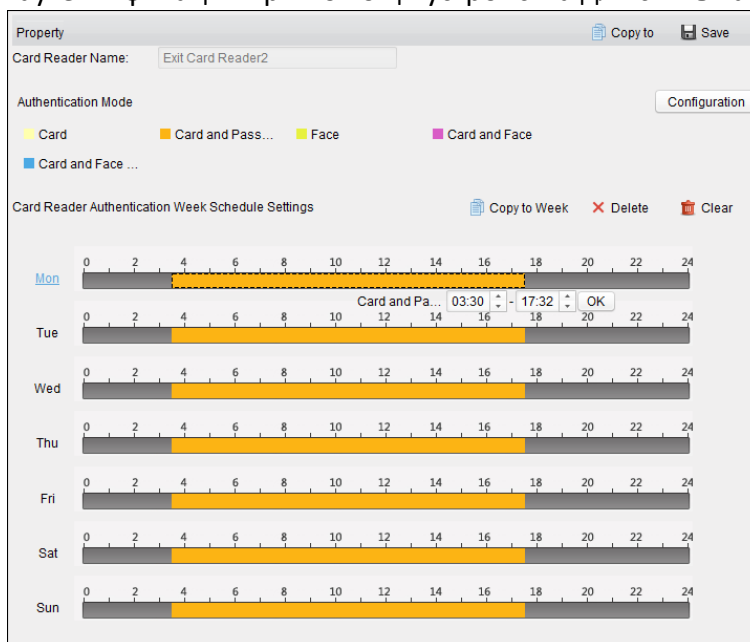 Property Copy to Save
Card Reader Name: Exit Card Reader2
Authentication Mode Configuration
Card Card and Pass... Face Card and Face
Card and Face ...
Card Reader Authentication Week Schedule Settings Copy to Week Delete Clear
0 2 4 6 8 10 12 14 16 18 20 22 24
Mon
Card and Pa... 03:30 - 17:32 OK
0 2 4 6 8 10 12 14 16 18 20 22 24
Tue
0 2 4 6 8 10 12 14 16 18 20 22 24
Wed
0 2 4 6 8 10 12 14 16 18 20 22 24
Thu
0 2 4 6 8 10 12 14 16 18 20 22 24
Fri
0 2 4 6 8 10 12 14 16 18 20 22 24
Sat
0 2 4 6 8 10 12 14 16 18 20 22 24
Sun